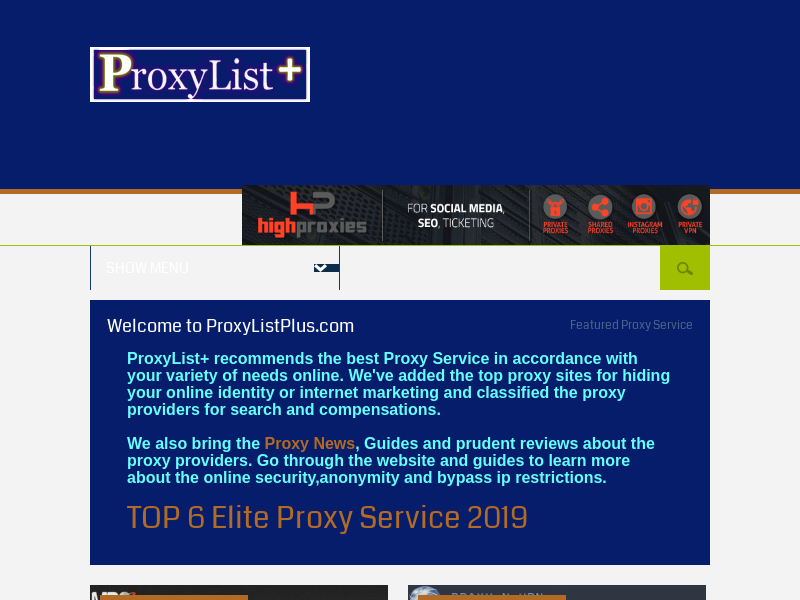 ProxyList+
highproxies
FOR SOCIAL MEDIA,
SEO, TICKETING
PRIVATE PROXIES
SHARED PROXIES
INSTAGRAM PROXIES
PRIVATE VPN
SHOW MENU
Welcome to ProxyListPlus.com
Featured Proxy Service
ProxyList+ recommends the best Proxy Service in accordance with
your variety of needs online. We've added the top proxy sites for hiding
your online identity or internet marketing and classified the proxy
providers for search and compensations.
We also bring the Proxy News, Guides and prudent reviews about the
proxy providers. Go through the website and guides to learn more
about the online security,anonymity and bypass ip restrictions.
TOP 6 Elite Proxy Service 2019